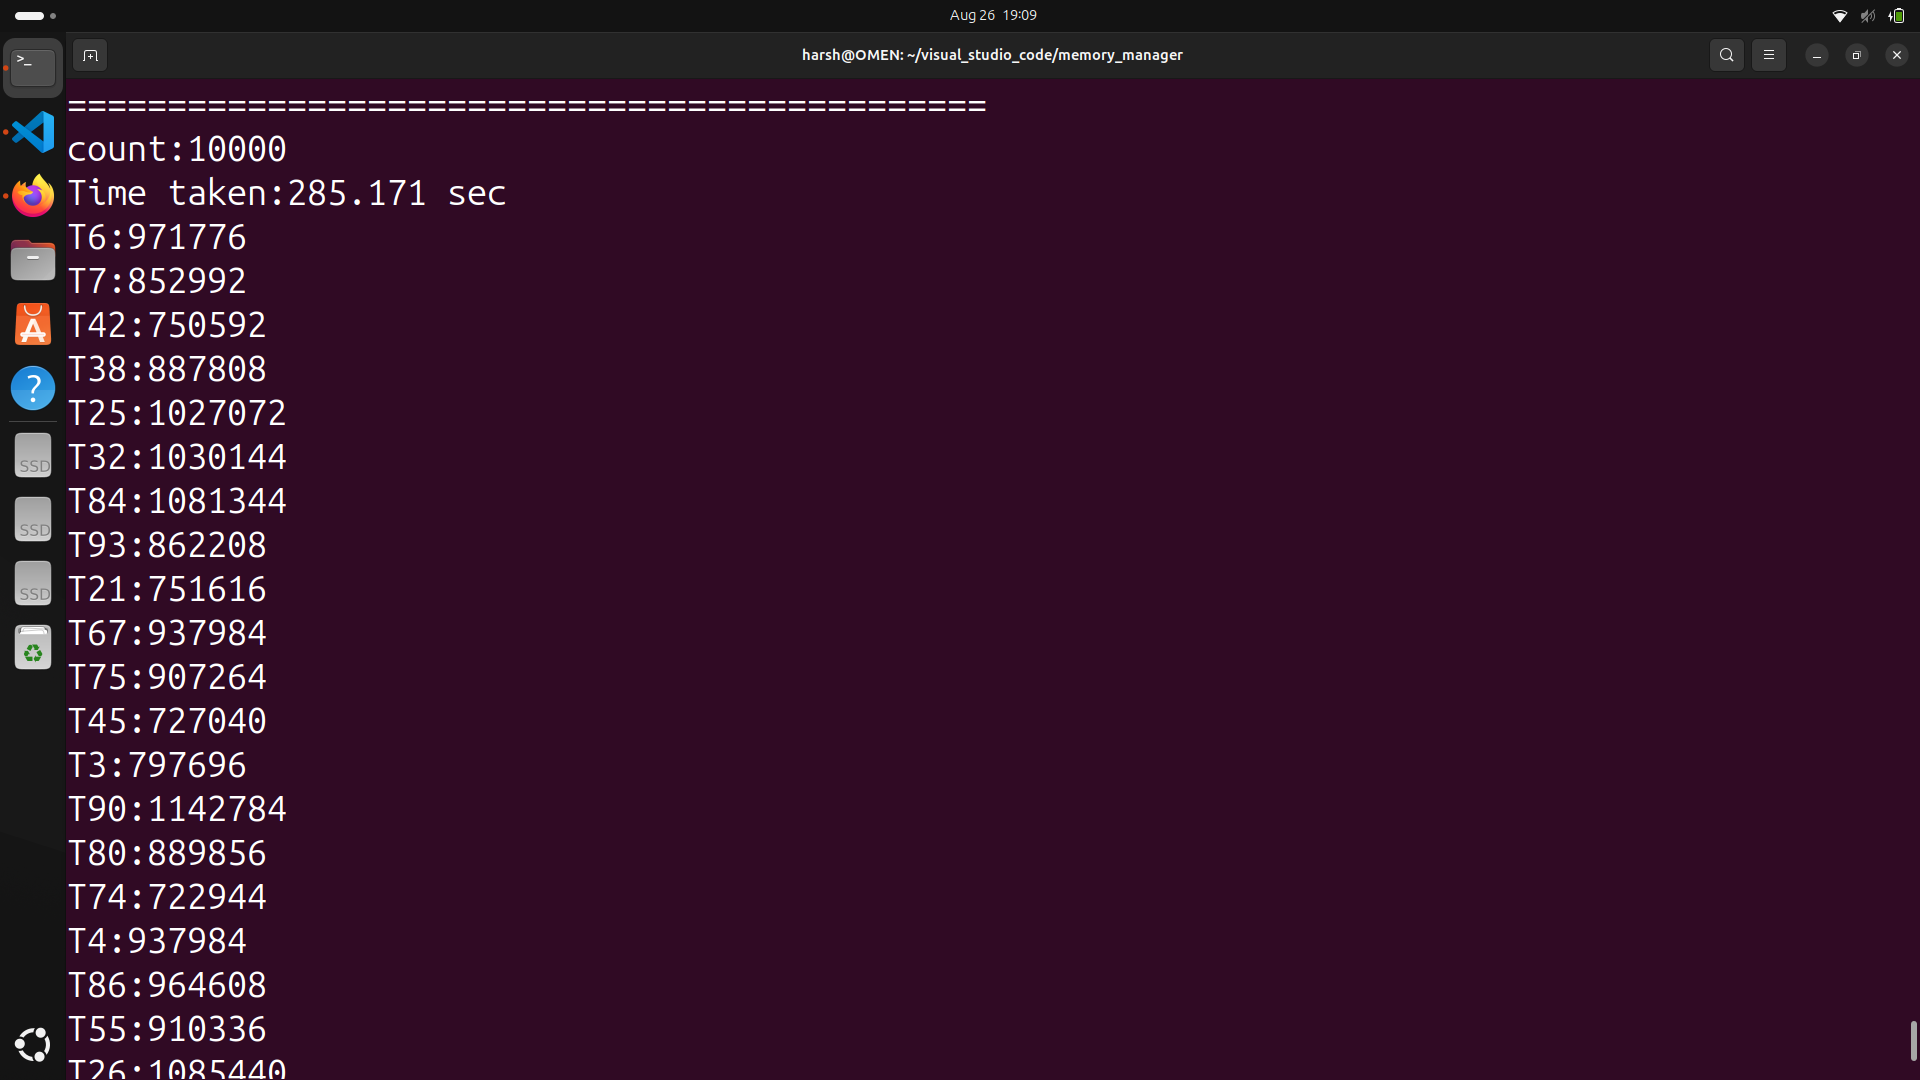 Aug 26 19:09
harsh@OMEN: ~/visual_studio_code/memory_manager
==============================================
count:10000
Time taken:285.171 sec
T6:971776
T7:852992
T42:750592
T38:887808
T25:1027072
T32:1030144
T84:1081344
T93:862208
T21:751616
T67:937984
T75:907264
T45:727040
T3:797696
T90:1142784
T80:889856
T74:722944
T4:937984
T86:964608
T55:910336
T26:1085440
>_
?
SSD
SSD
SSD